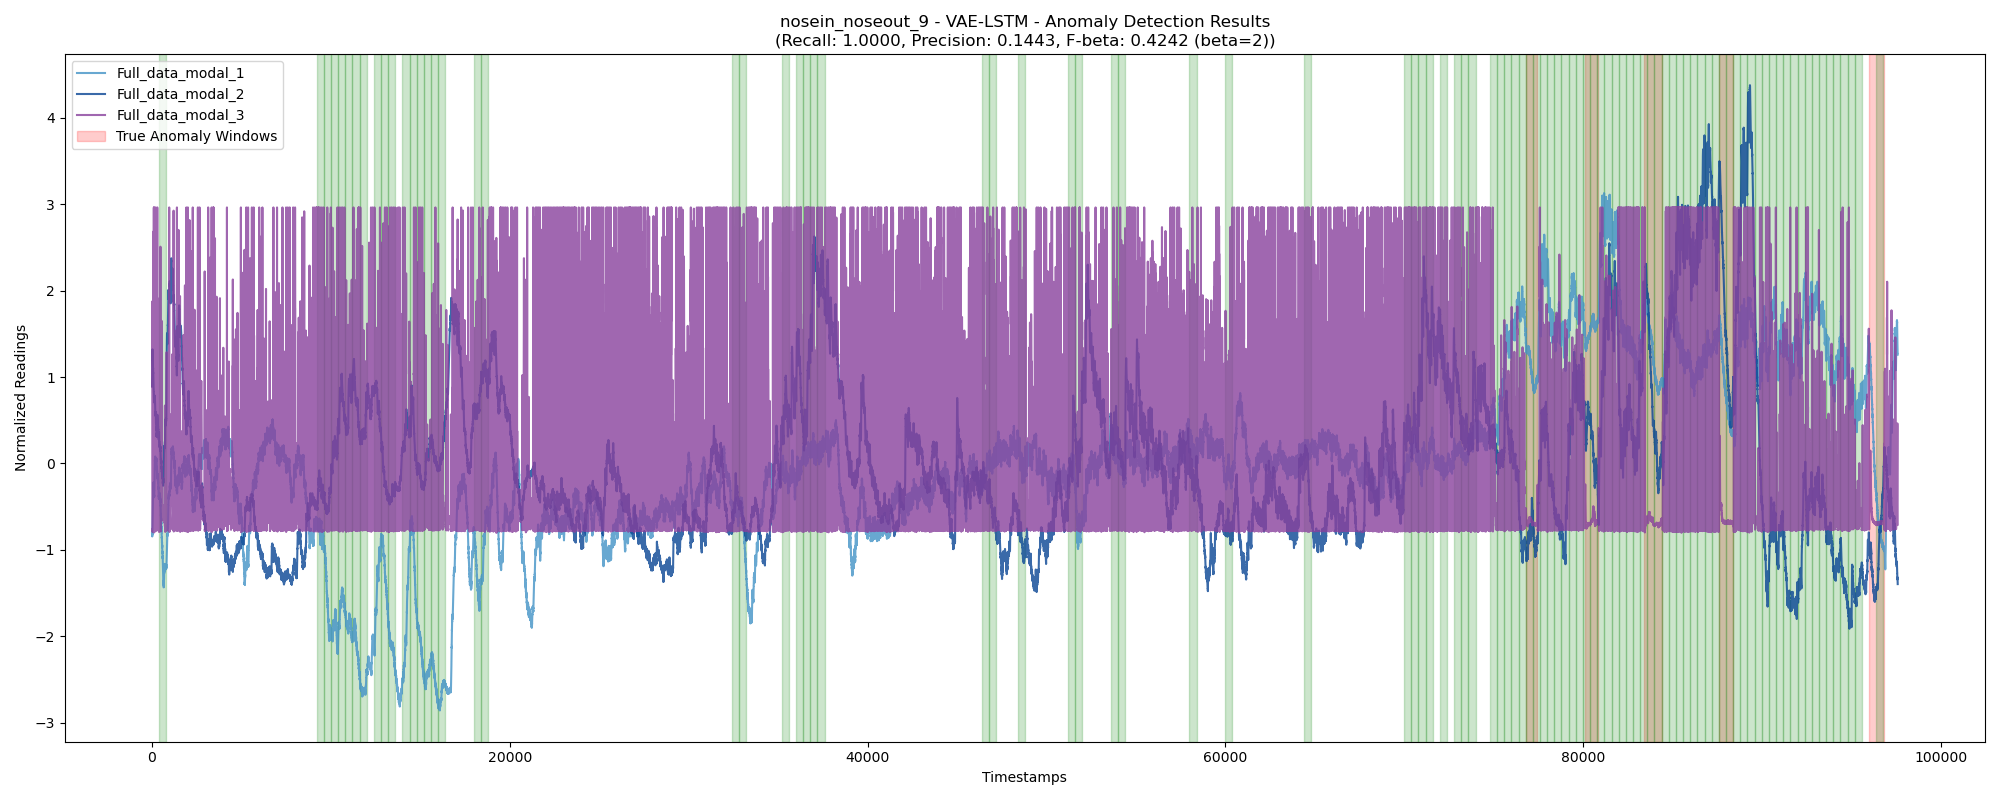 nosein_noseout_9 - VAE-LSTM - Anomaly Detection Results
(Recall: 1.0000, Precision: 0.1443, F-beta: 0.4242 (beta=2))
Full_data_modal_1
Full_data_modal_2
Full_data_modal_3
True Anomaly Windows
Normalized Readings
4
3
2
1
0
−1
−2
−3
0
20000
40000
60000
80000
100000
Timestamps